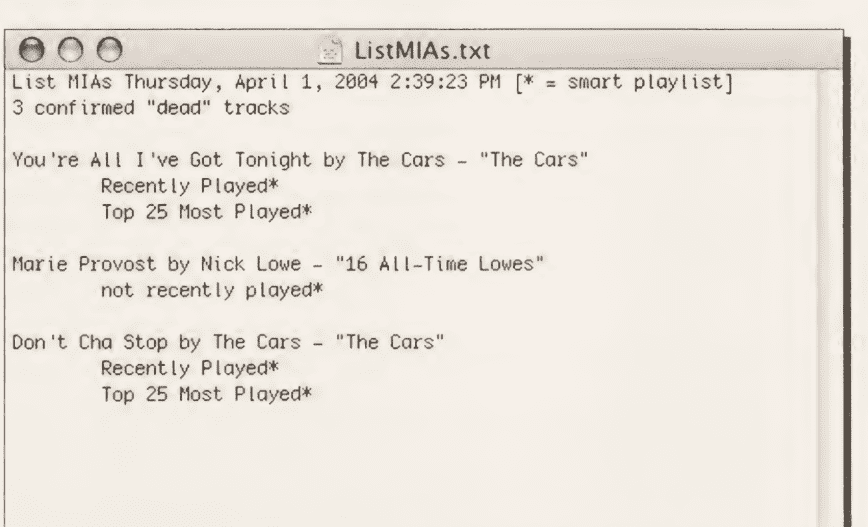 ListMIAs.txt
List MIAs Thursday, April 1, 2004 2:39:23 PM [* = smart playlist]
3 confirmed "dead" tracks
You're All I've Got Tonight by The Cars - "The Cars"
Recently Played*
Top 25 Most Played*
Marie Provost by Nick Lowe - "16 All-Time Lowes"
not recently played*
Don't Cha Stop by The Cars - "The Cars"
Recently Played*
Top 25 Most Played*